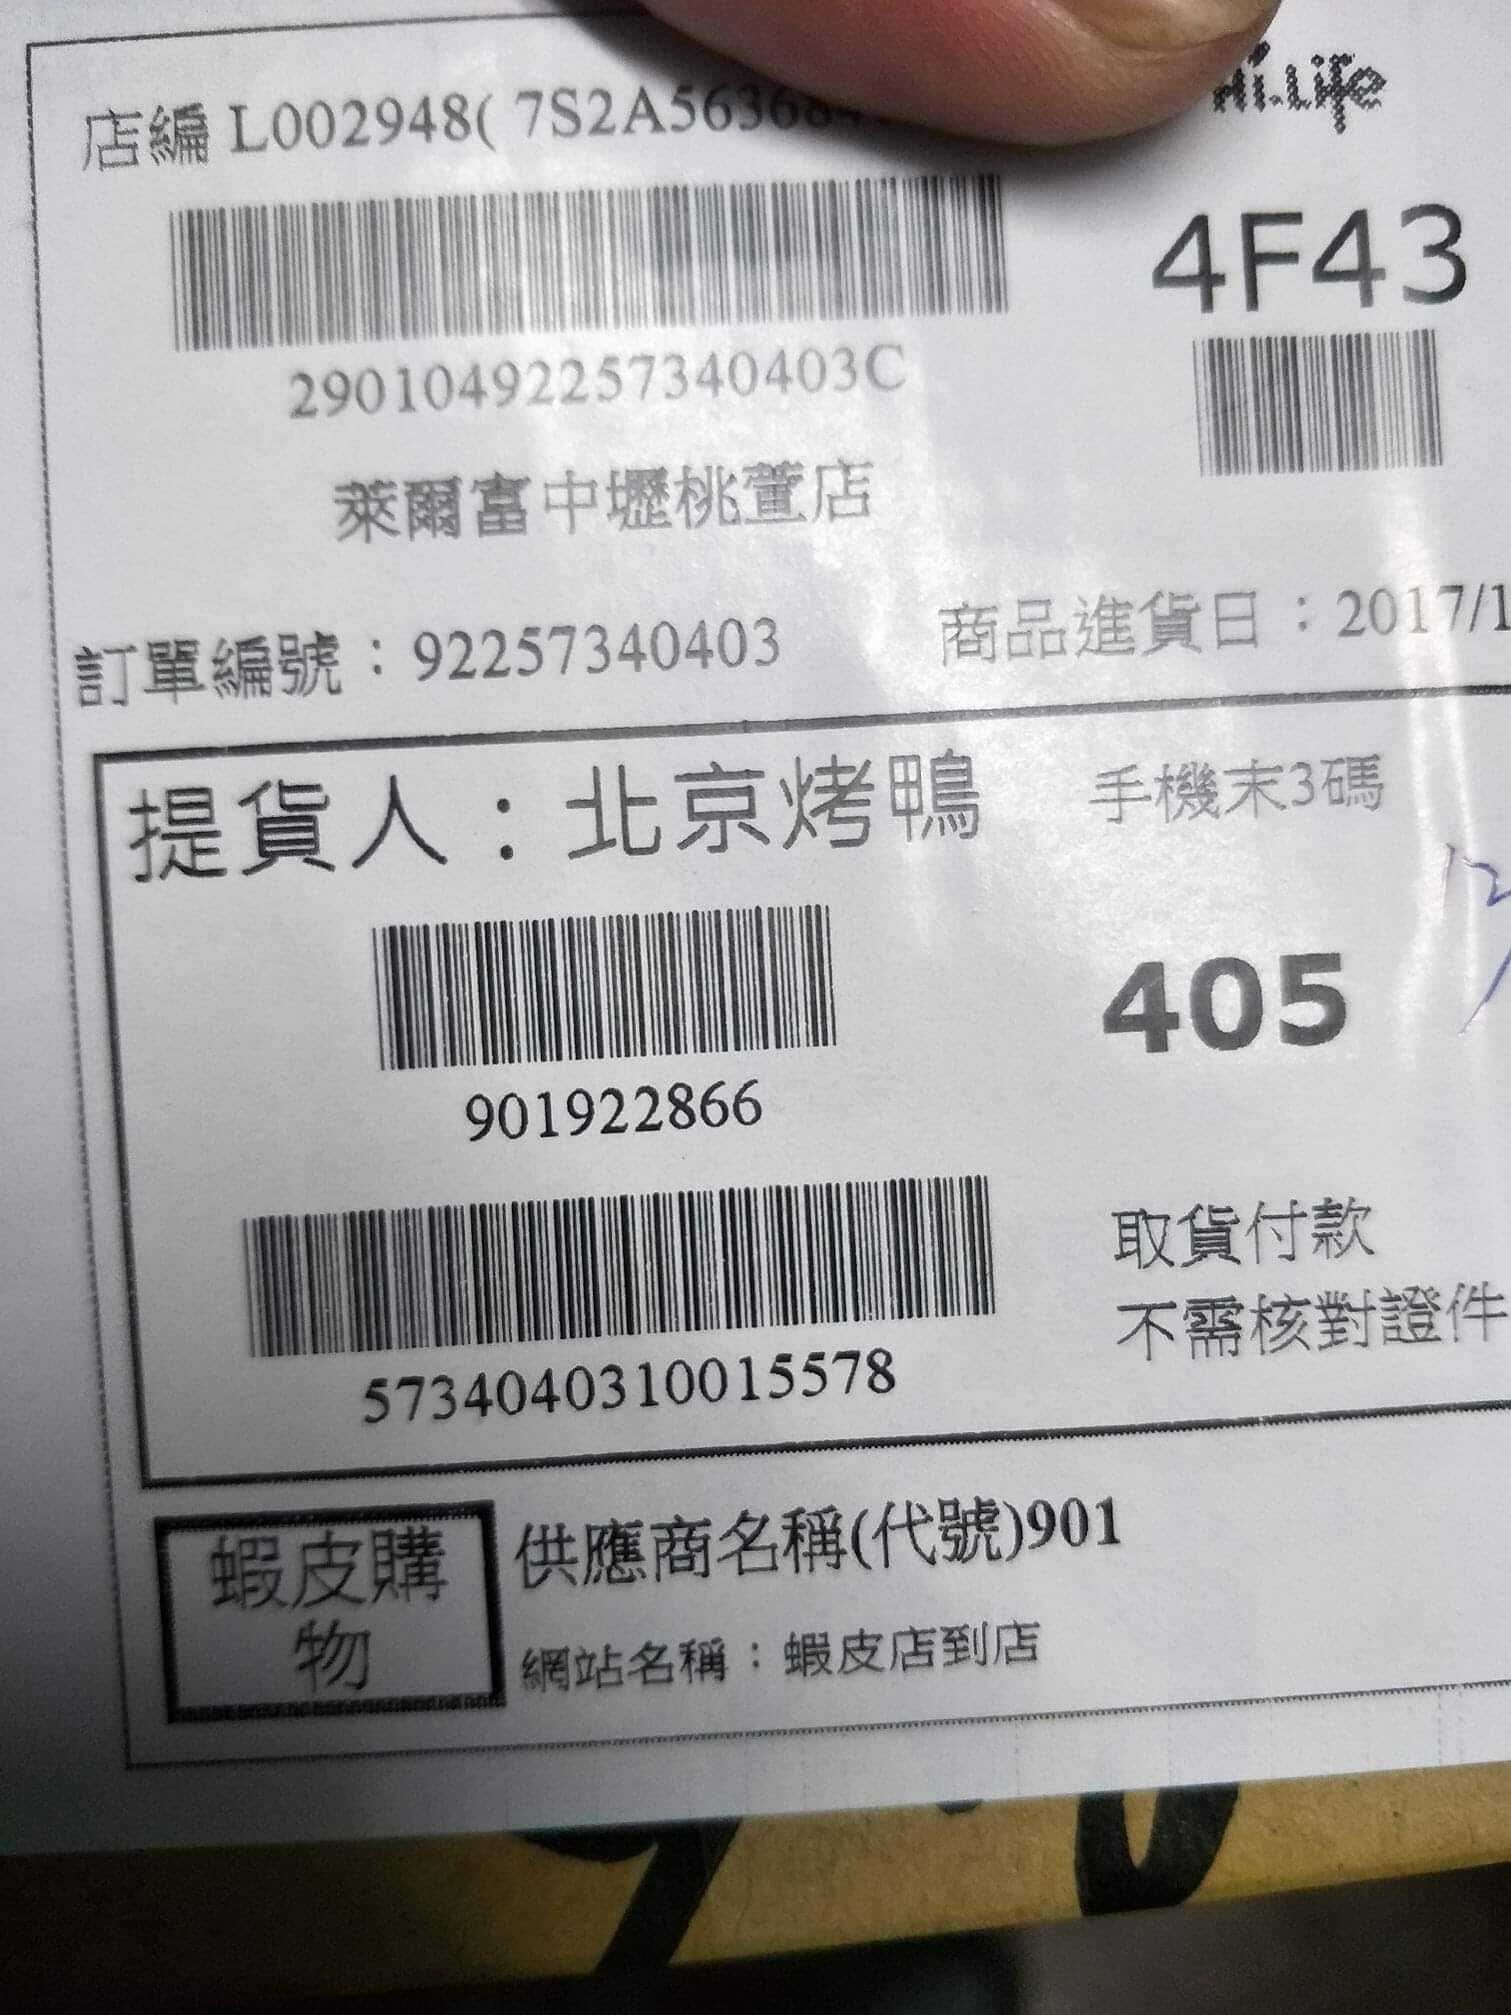 Hi-Life
店編 L002948( 7S2A56368
4F43
29010492257340403C
萊爾富中壢桃萱店
訂單編號：92257340403
商品進貨日：2017/1
提貨人：北京烤鴨
手機末3碼
12
405
901922866
取貨付款
不需核對證件
5734040310015578
蝦皮購
物
供應商名稱(代號)901
網站名稱：蝦皮店到店